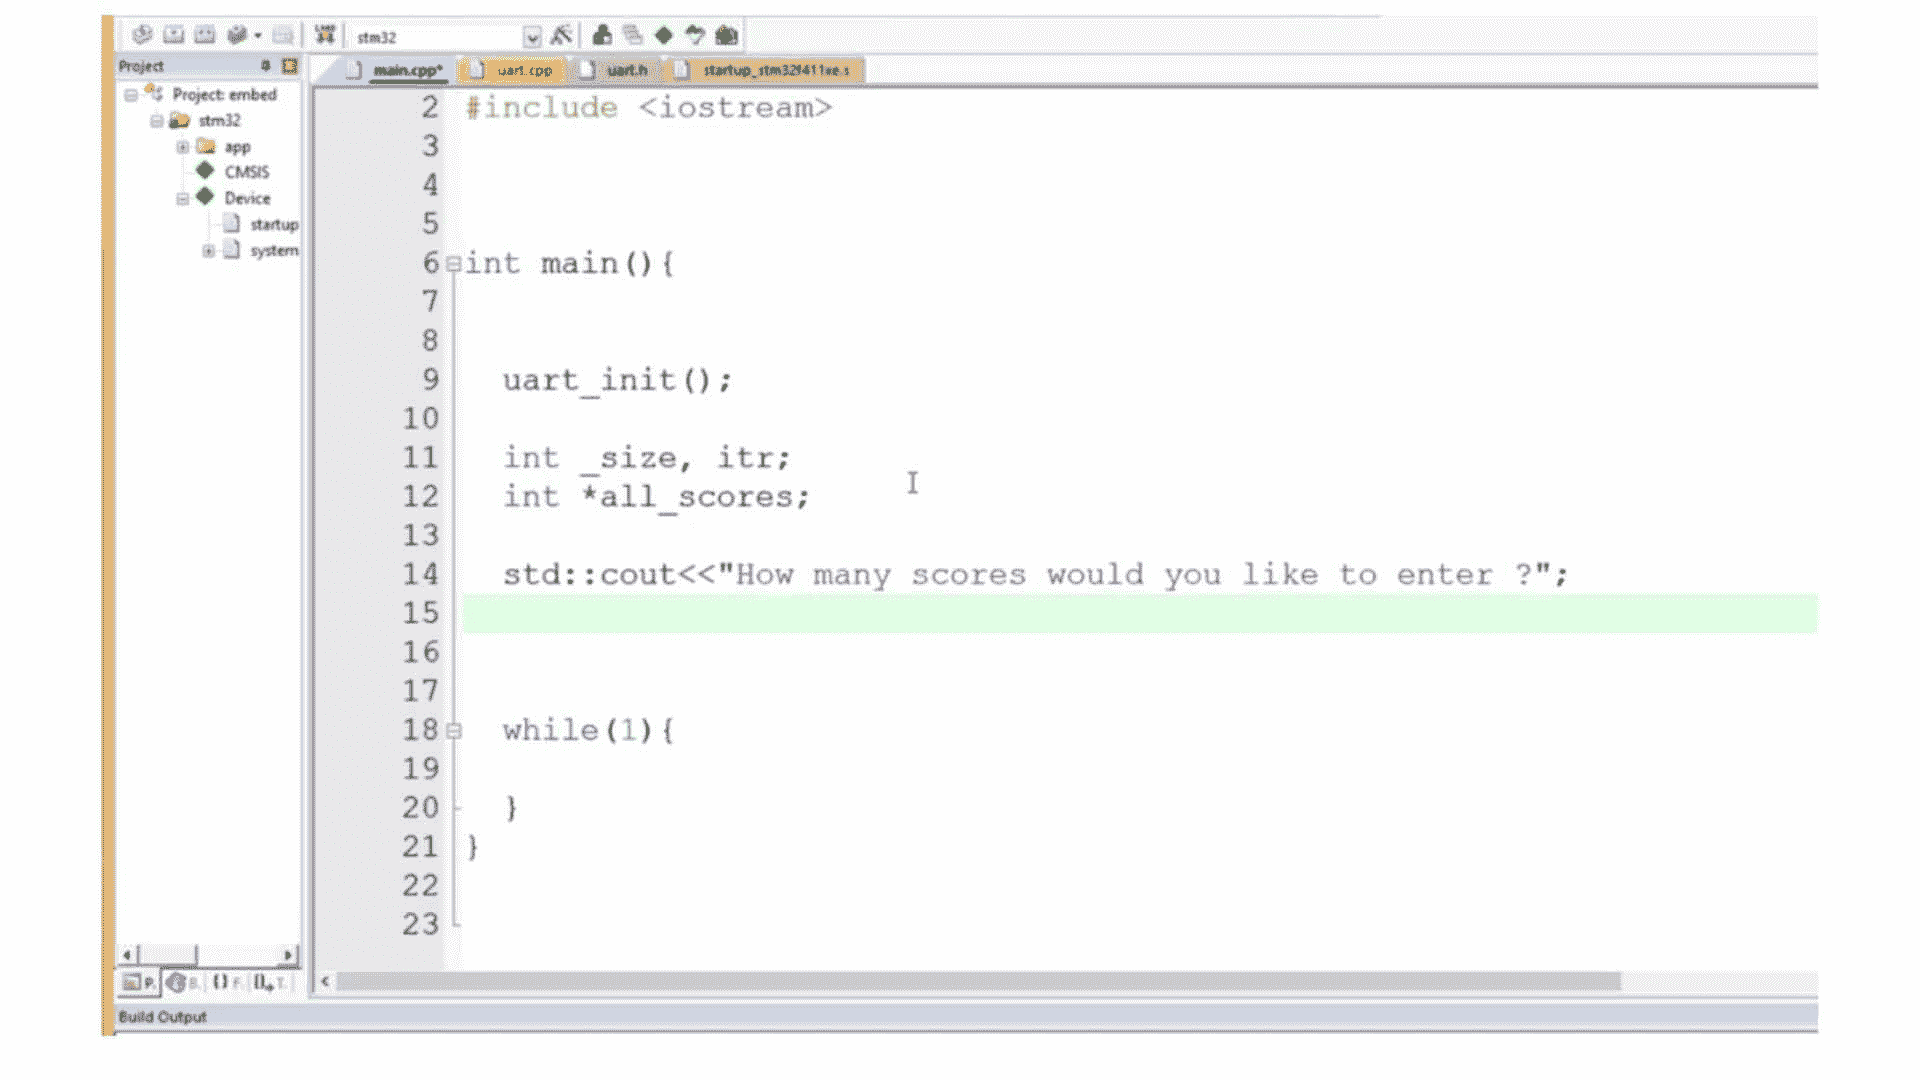 stm32
Project
main.cpp* uart.cpp uart.h startup_stm32f411xe.s
Project: embed
stm32
app
CMSIS
Device
startup
system
2 #include <iostream>
3
4
5
6 int main(){
7
8
9 uart_init();
10
11 int _size, itr;
12 int *all_scores;
13
14 std::cout<<"How many scores would you like to enter ?";
15
16
17
18 while(1){
19
20 }
21 }
22
23
P. B. {} F. T.
Build Output